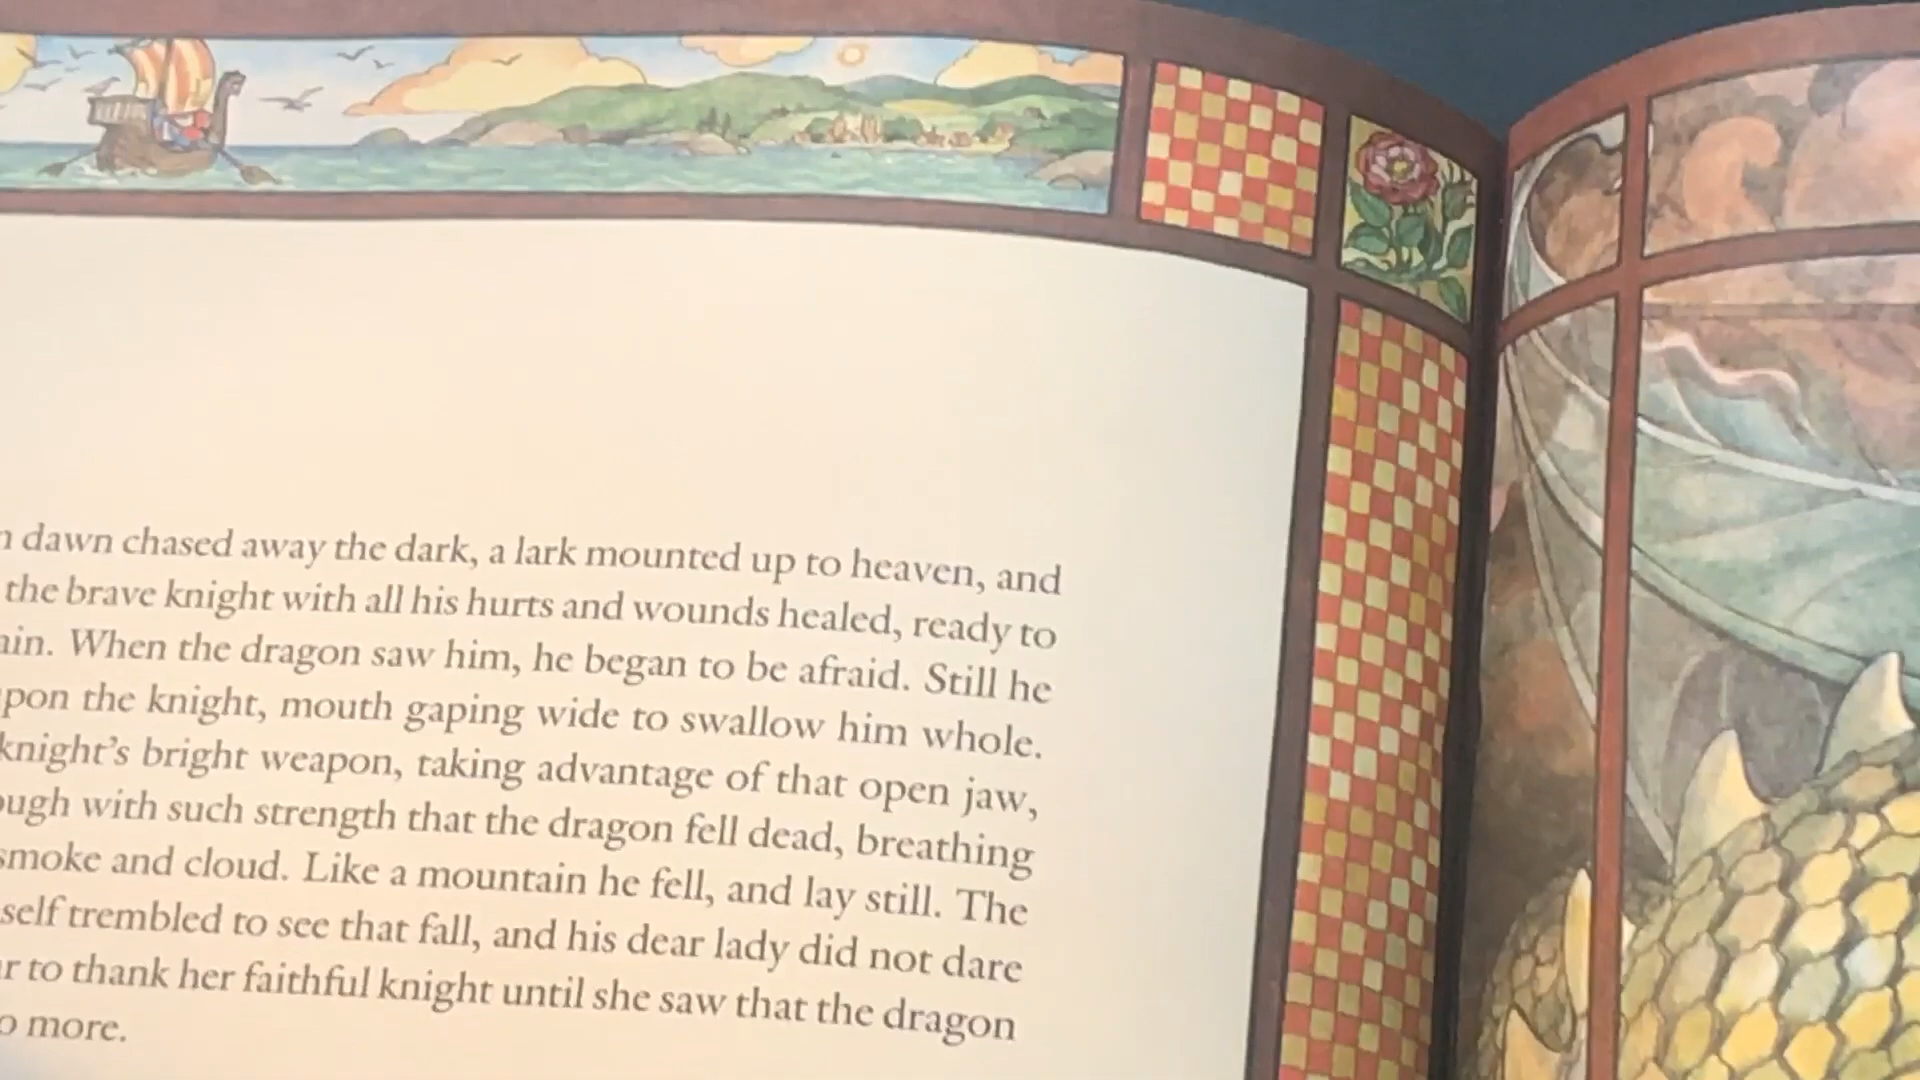 dawn chased away the dark, a lark mounted up to heaven, and
the brave knight with all his hurts and wounds healed, ready to
When the dragon saw him, he began to be afraid. Still he
the knight, mouth gaping wide to swallow him whole.
knight's bright weapon, taking advantage of that open jaw,
with such strength that the dragon fell dead, breathing
smoke and cloud. Like a mountain he fell, and lay still. The
self trembled to see that fall, and his dear lady did not dare
to thank her faithful knight until she saw that the dragon
more.